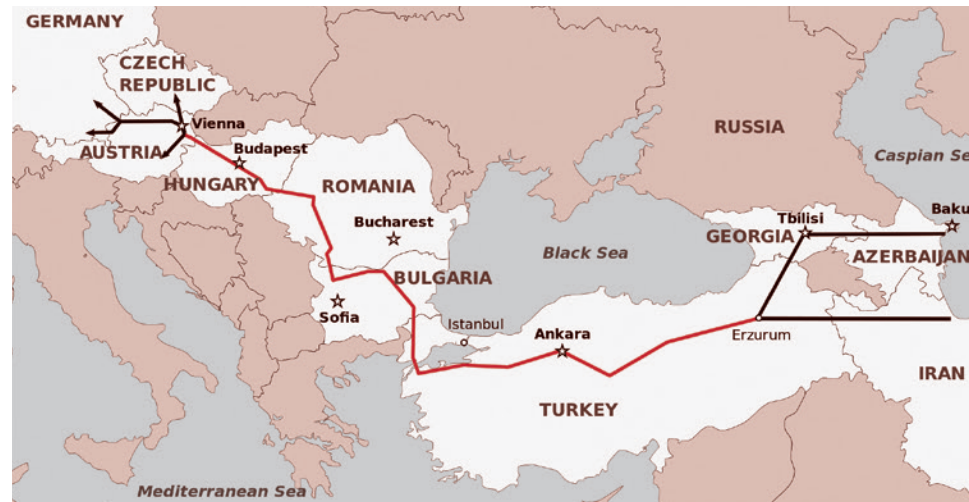 GERMANY
CZECH
REPUBLIC
Vienna
AUSTRIA
Budapest
HUNGARY
ROMANIA
Bucharest
BULGARIA
Sofia
RUSSIA
Caspian Se
Black Sea
Tbilisi
GEORGIA
Baku
AZERBAIJAN
Istanbul
Ankara
Erzurum
TURKEY
IRAN
Mediterranean Sea